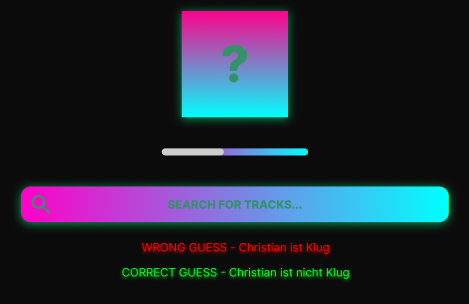 ?
SEARCH FOR TRACKS...
WRONG GUESS - Christian ist Klug
CORRECT GUESS - Christian ist nicht Klug